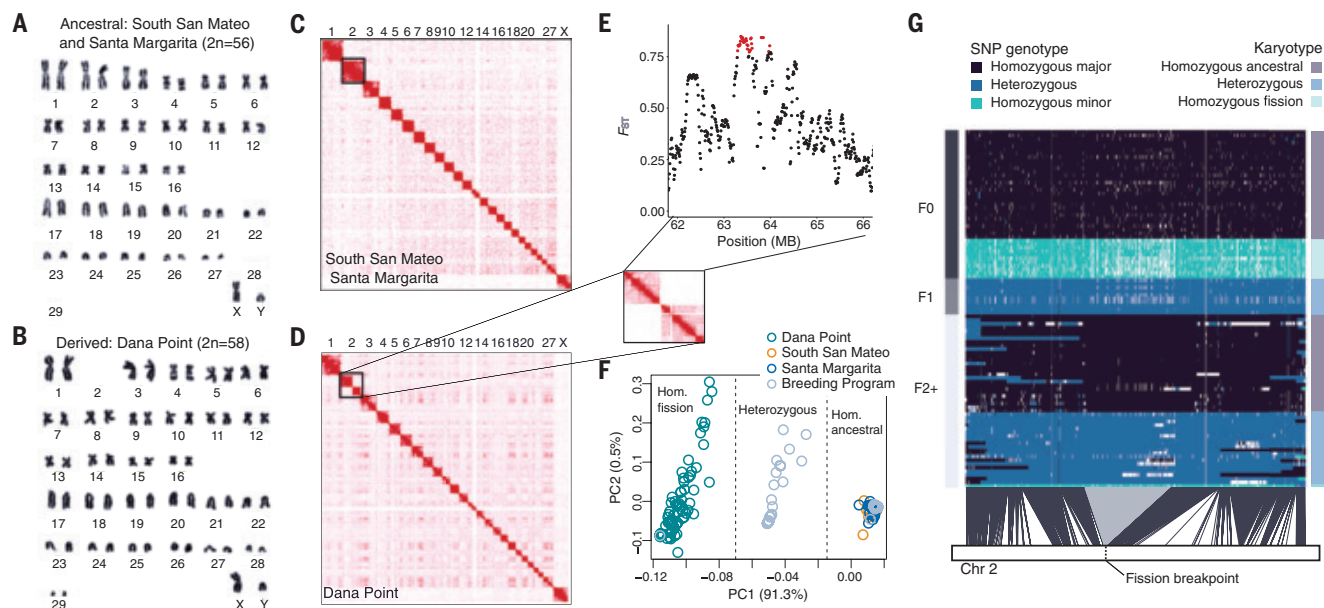 A
Ancestral: South San Mateo
and Santa Margarita (2n=56)
1 2 3 4 5 6
7 8 9 10 11 12
13 14 15 16
17 18 19 20 21 22
23 24 25 26 27 28
29 X Y
B
Derived: Dana Point (2n=58)
1 2 3 4 5 6
7 8 9 10 11 12
13 14 15 16
17 18 19 20 21 22
23 24 25 26 27 28
29 X Y
C
1 2 3 4 5 6 7 8 9 10 12 14 16 18 20 27 X
South San Mateo
Santa Margarita
D
1 2 3 4 5 6 7 8 9 10 12 14 16 18 20 27 X
Dana Point
E
FST
0.75
0.50
0.25
0.00
62 63 64 65 66
Position (MB)
Dana Point
South San Mateo
Santa Margarita
Breeding Program
F
Hom.
fission
Heterozygous
Hom.
ancestral
PC2 (0.5%)
0.3
0.2
0.1
0.0
−0.1
−0.12 −0.08 −0.04 0.00
PC1 (91.3%)
G
SNP genotype
Homozygous major
Heterozygous
Homozygous minor
Karyotype
Homozygous ancestral
Heterozygous
Homozygous fission
F0
F1
F2+
Chr 2
Fission breakpoint